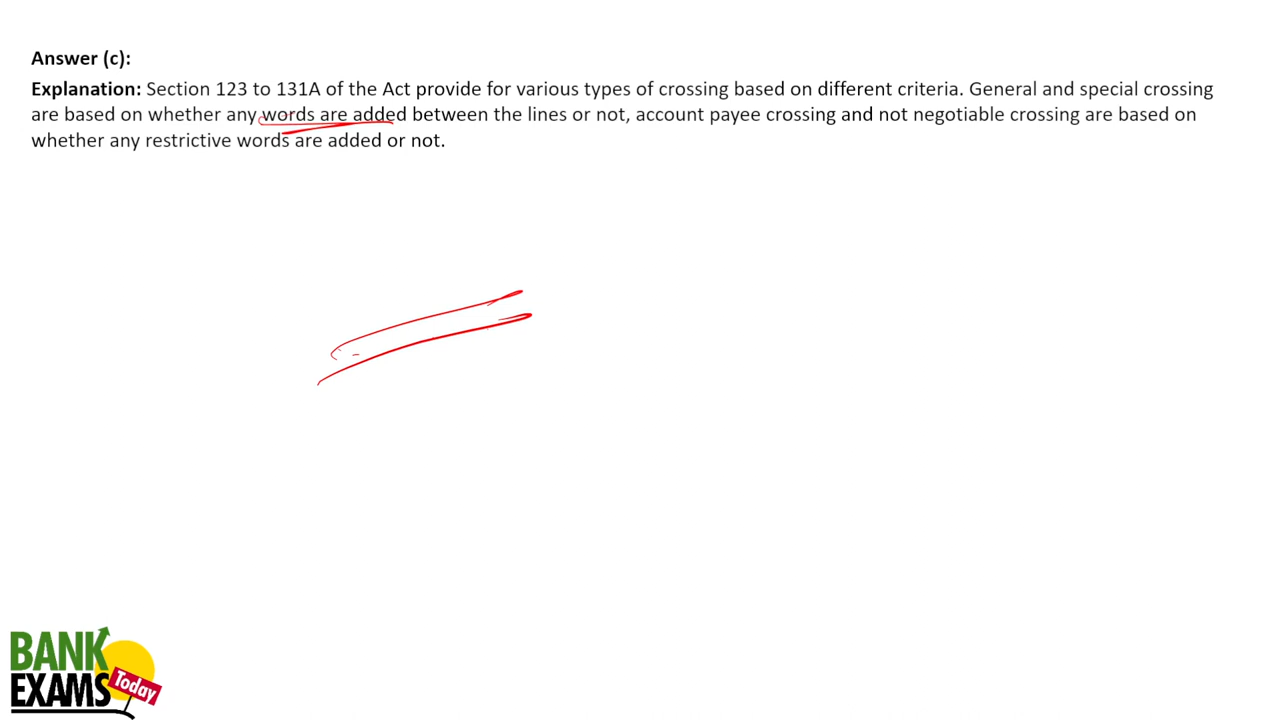 Answer (c):
Explanation: Section 123 to 131A of the Act provide for various types of crossing based on different criteria. General and special crossing
are based on whether any words are added between the lines or not, account payee crossing and not negotiable crossing are based on
whether any restrictive words are added or not.
BANK
EXAMS
Today